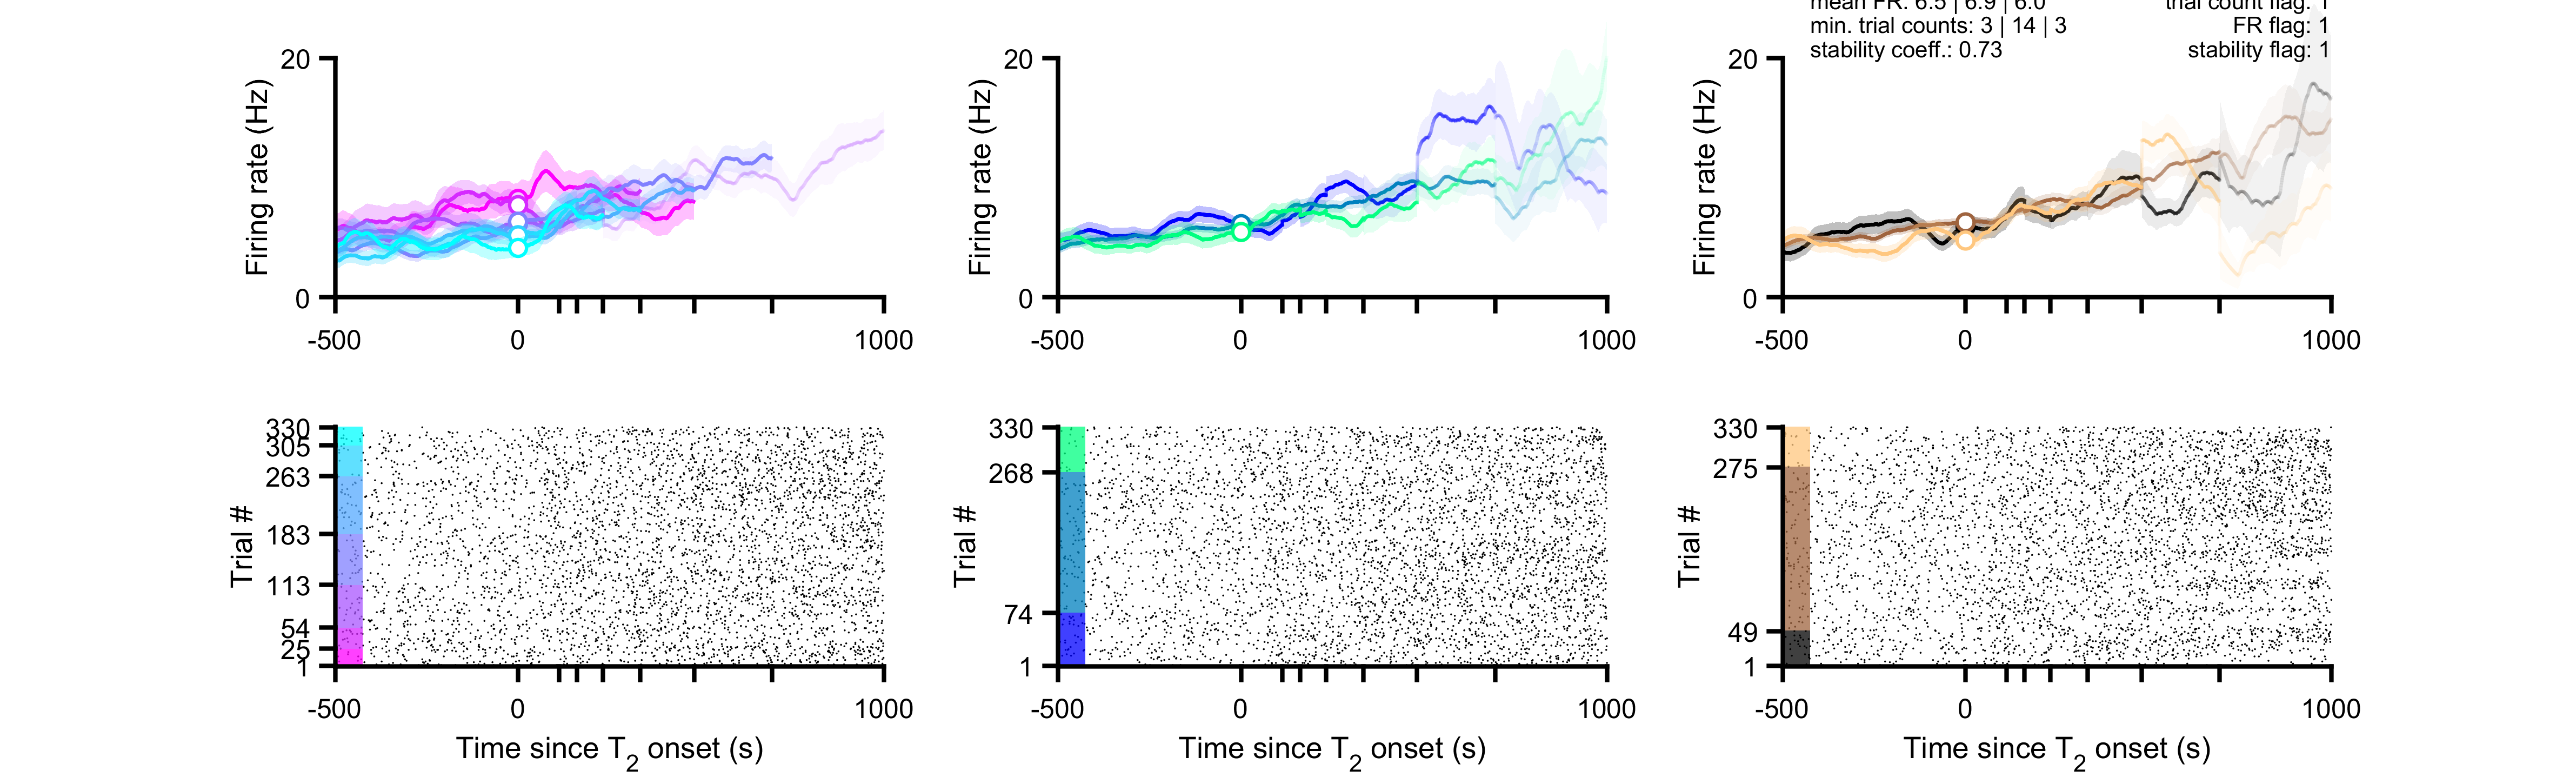 mean FR: 6.5 | 6.9 | 6.0 trial count flag: 1
min. trial counts: 3 | 14 | 3 FR flag: 1
stability coeff.: 0.73 stability flag: 1
20
Firing rate (Hz)
0
-500 0 1000
20
Firing rate (Hz)
0
-500 0 1000
20
Firing rate (Hz)
0
-500 0 1000
330
305
263
183
113
54
25
1
Trial #
-500 0 1000
Time since T2 onset (s)
330
268
74
1
Trial #
-500 0 1000
Time since T2 onset (s)
330
275
49
1
Trial #
-500 0 1000
Time since T2 onset (s)